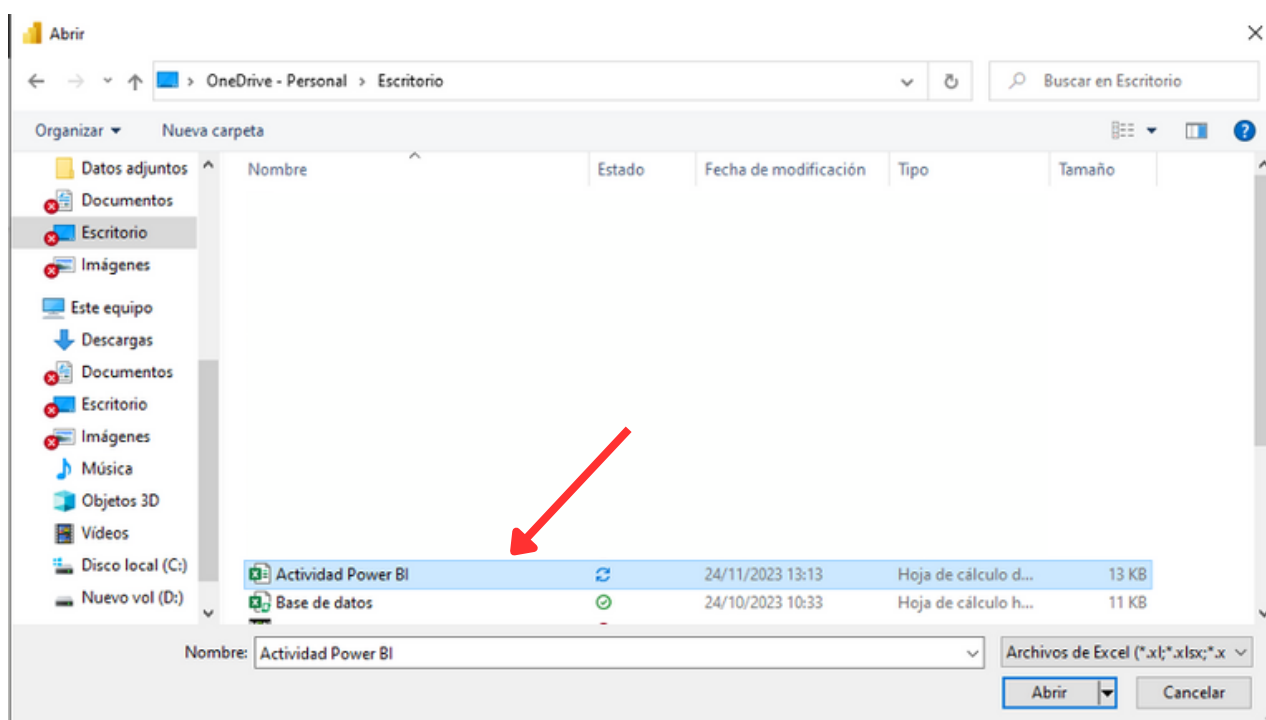 Abrir
OneDrive - Personal > Escritorio
Buscar en Escritorio
Organizar
Nueva carpeta
Nombre Estado Fecha de modificación Tipo Tamaño
Datos adjuntos
Documentos
Escritorio
Imágenes
Este equipo
Descargas
Documentos
Escritorio
Imágenes
Música
Objetos 3D
Vídeos
Disco local (C:)
Nuevo vol (D:)
Actividad Power BI 24/11/2023 13:13 Hoja de cálculo d... 13 KB
Base de datos 24/10/2023 10:33 Hoja de cálculo h... 11 KB
Nombre: Actividad Power BI
Archivos de Excel (*.xl;*.xlsx;*.x
Abrir
Cancelar